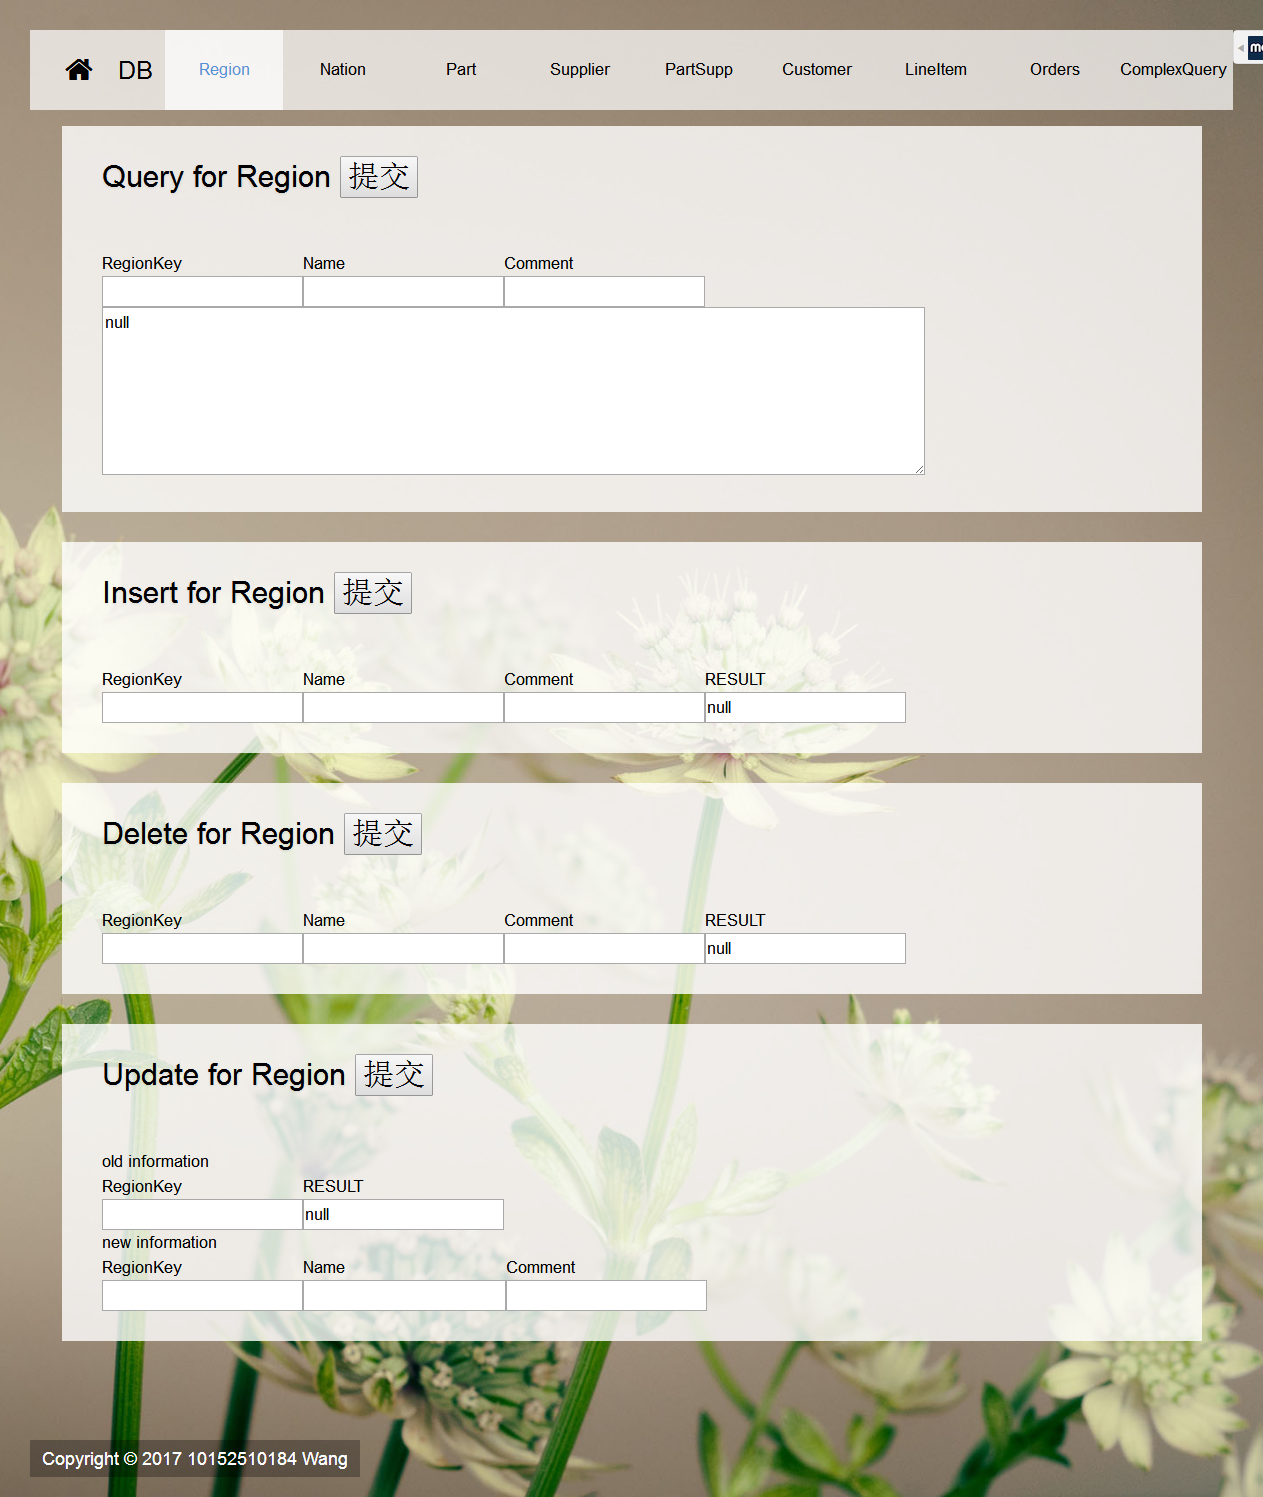 DB Region Nation Part Supplier PartSupp Customer LineItem Orders ComplexQuery
Query for Region 提交
RegionKey Name Comment
null
Insert for Region 提交
RegionKey Name Comment RESULT
null
Delete for Region 提交
RegionKey Name Comment RESULT
null
Update for Region 提交
old information
RegionKey RESULT
null
new information
RegionKey Name Comment
Copyright © 2017 10152510184 Wang